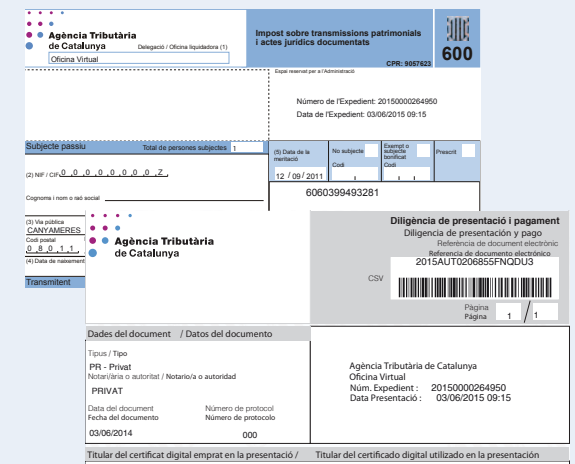 Agència Tributària
de Catalunya
Delegació / Oficina liquidadora (1)
Oficina Virtual
Impost sobre transmissions patrimonials
i actes jurídics documentats
CPR: 9057623
600
Espai reservat per a l'Administració
Número de l'Expedient: 20150000264950
Data de l'Expedient: 03/06/2015 09:15
Subjecte passiu
Total de persones subjectes 1
(5) Data de la
meritació
12 / 09 / 2011
No subjecte
Codi
Exempt o
subjecte
bonificat
Codi
Prescrit
(2) NIF / CIF 0 0 0 0 0 0 0 0 Z
6060399493281
Cognoms i nom o raó social
(3) Via pública
CANYAMERES
Codi postal
0 8 0 1 1
(4) Data de naixement
Transmitent
Agència Tributària
de Catalunya
Diligència de presentació i pagament
Diligencia de presentación y pago
Referència de document electrònic
Referencia de documento electrónico
2015AUT0206855FNQDU3
CSV
Pàgina
Página
1 / 1
Dades del document / Datos del documento
Tipus / Tipo
PR - Privat
Notari/ària o autoritat / Notario/a o autoridad
PRIVAT
Data del document
Fecha del documento
03/06/2014
Número de protocol
Número de protocolo
000
Agència Tributària de Catalunya
Oficina Virtual
Núm. Expedient : 20150000264950
Data Presentació : 03/06/2015 09:15
Titular del certificat digital emprat en la presentació / Titular del certificado digital utilizado en la presentación